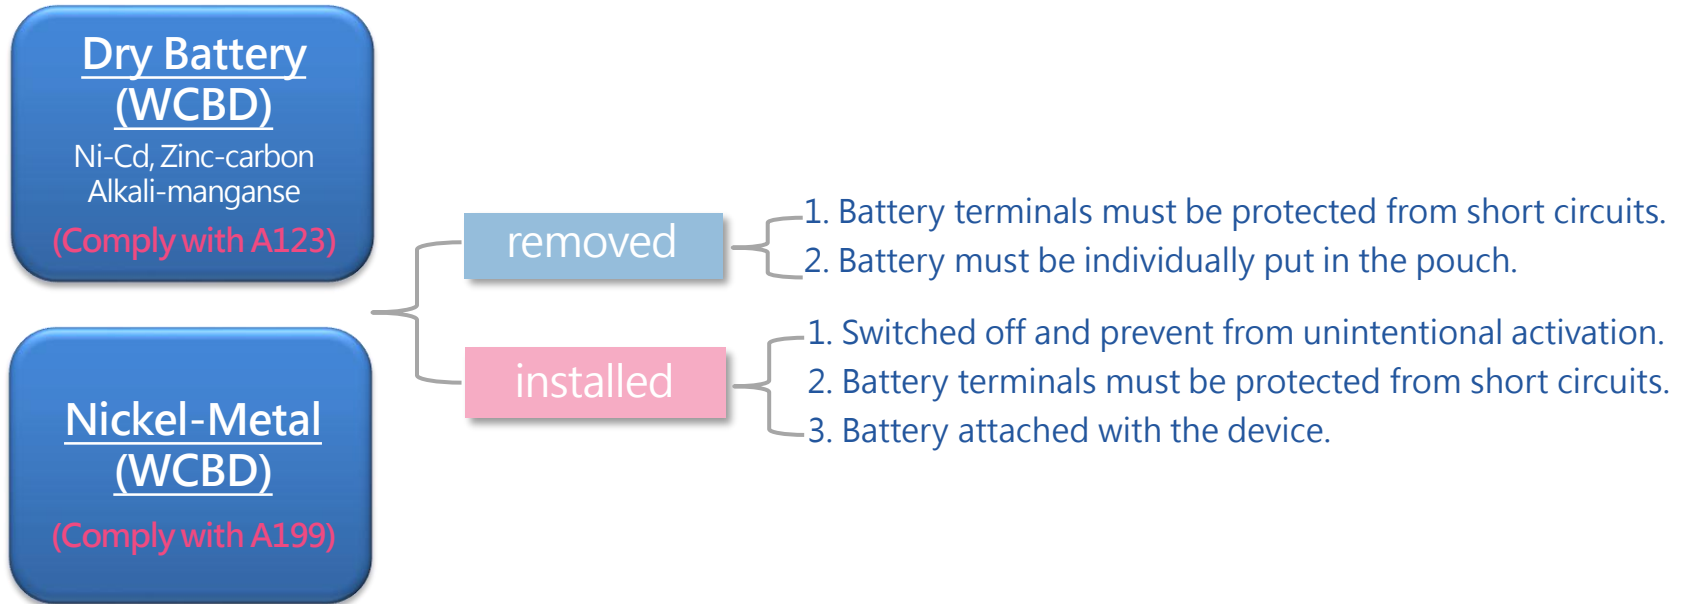 Dry Battery
(WCBD)
Ni-Cd, Zinc-carbon
Alkali-manganse
(Comply with A123)
Nickel-Metal
(WCBD)
(Comply with A199)
removed
1. Battery terminals must be protected from short circuits.
2. Battery must be individually put in the pouch.
installed
1. Switched off and prevent from unintentional activation.
2. Battery terminals must be protected from short circuits.
3. Battery attached with the device.